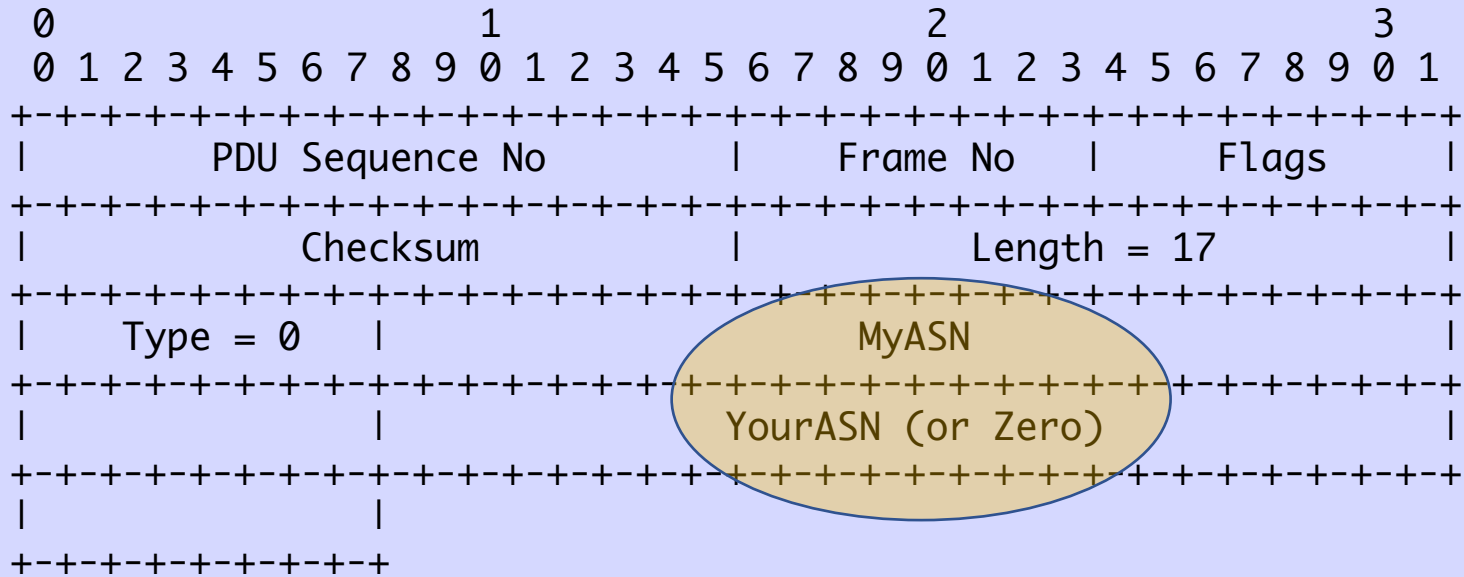 0                   1                   2                   3
 0 1 2 3 4 5 6 7 8 9 0 1 2 3 4 5 6 7 8 9 0 1 2 3 4 5 6 7 8 9 0 1
+-+-+-+-+-+-+-+-+-+-+-+-+-+-+-+-+-+-+-+-+-+-+-+-+-+-+-+-+-+-+-+-+
|        PDU Sequence No        |    Frame No   |     Flags     |
+-+-+-+-+-+-+-+-+-+-+-+-+-+-+-+-+-+-+-+-+-+-+-+-+-+-+-+-+-+-+-+-+
|            Checksum           |          Length = 17          |
+-+-+-+-+-+-+-+-+-+-+-+-+-+-+-+-+-+-+-+-+-+-+-+-+-+-+-+-+-+-+-+-+
|    Type = 0   |                     MyASN                     |
+-+-+-+-+-+-+-+-+-+-+-+-+-+-+-+-+-+-+-+-+-+-+-+-+-+-+-+-+-+-+-+-+
|               |               YourASN (or Zero)               |
+-+-+-+-+-+-+-+-+-+-+-+-+-+-+-+-+-+-+-+-+-+-+-+-+-+-+-+-+-+-+-+-+
|               |
+-+-+-+-+-+-+-+-+